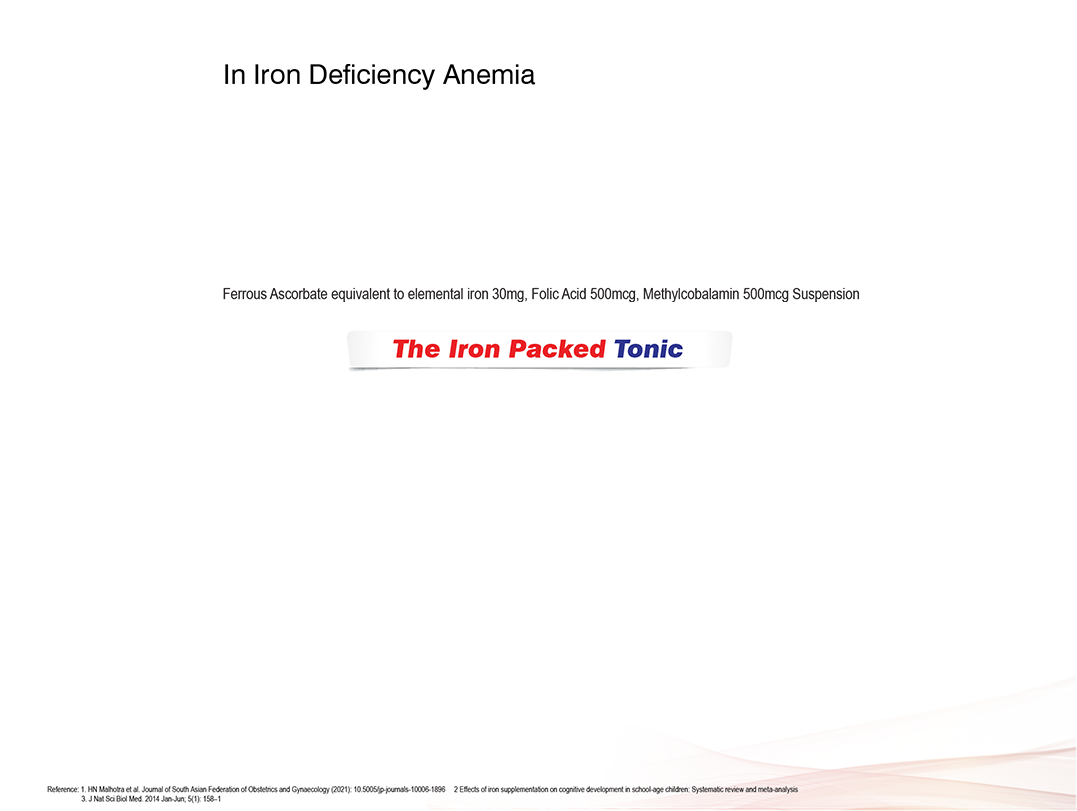 In Iron Deficiency Anemia
Ferrous Ascorbate equivalent to elemental iron 30mg, Folic Acid 500mcg, Methylcobalamin 500mcg Suspension
The Iron Packed Tonic
Reference: 1. HN Malhotra et al. Journal of South Asian Federation of Obstetrics and Gynaecology (2021): 10.5005/jp-journals-10006-1896 2 Effects of iron supplementation on cognitive development in school-age children: Systematic review and meta-analysis
3. J Nat Sci Biol Med. 2014 Jan-Jun; 5(1): 158–1